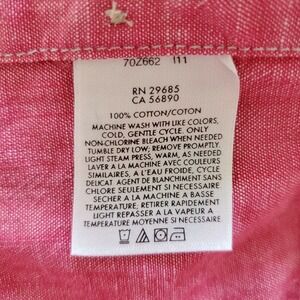 70Z662 I11
RN 29685
CA 56890
100% COTTON/COTON
MACHINE WASH WITH LIKE COLORS,
COLD, GENTLE CYCLE. ONLY
NON-CHLORINE BLEACH WHEN NEEDED
TUMBLE DRY LOW; REMOVE PROMPTLY.
LIGHT STEAM PRESS, WARM, AS NEEDED
LAVER A MACHINE AVEC COULEURS
SIMILAIRES, A L'EAU FROIDE, CYCLE
DELICAT AGENT DE BLANCHIMENT SANS
CHLORE SEULEMENT SI NECESSAIRE
SECHER A LA MACHINE A BASSE
TEMPERATURE; RETIRER RAPIDEMENT
LIGHT REPASSER A LA VAPEUR A
TEMPERATURE MOYENNE SI NECESSAIRE